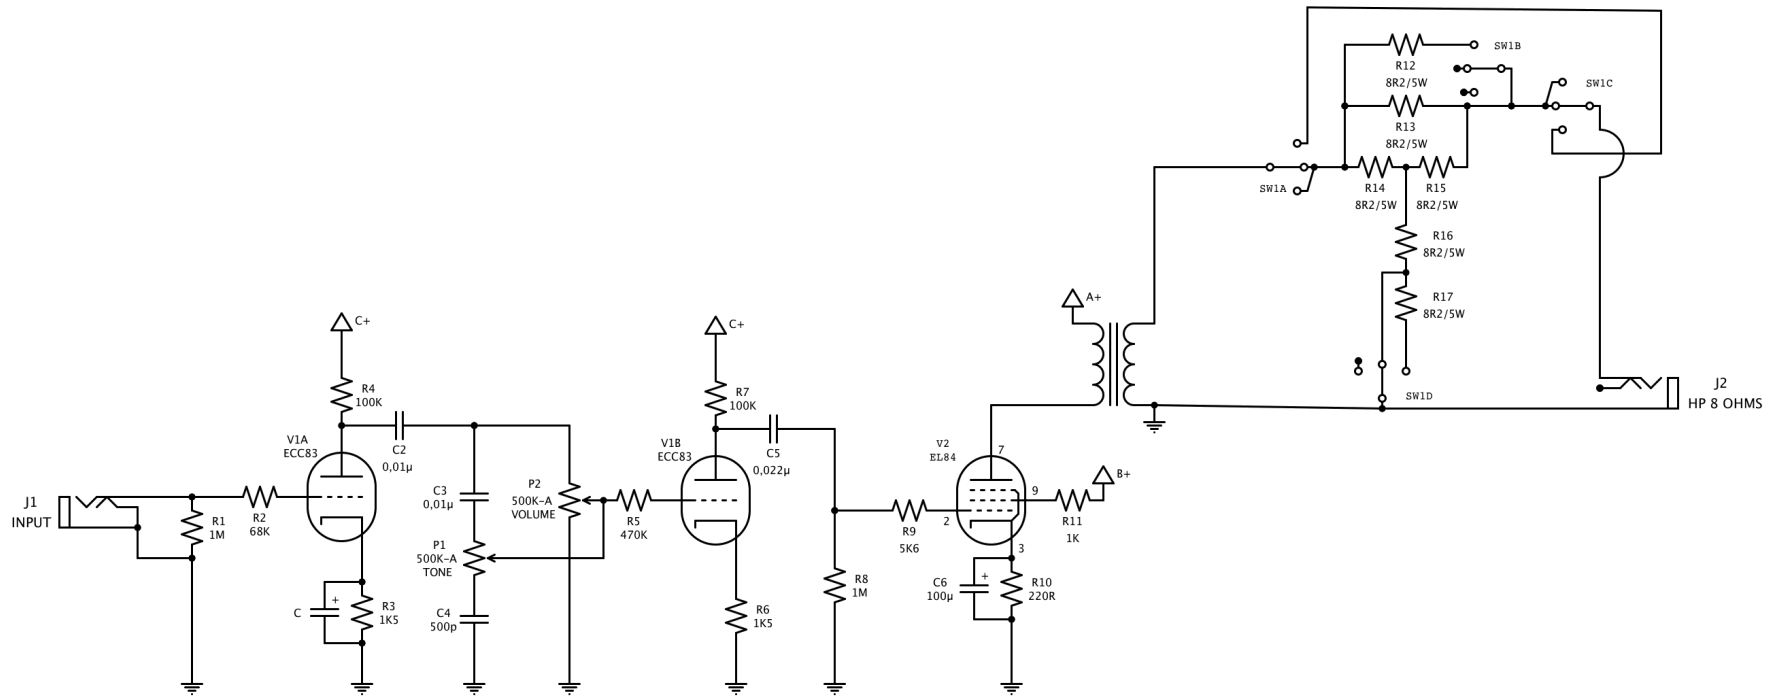 R12
8R2/5W
SW1B
SW1C
R13
8R2/5W
SW1A
R14
8R2/5W
R15
8R2/5W
R16
8R2/5W
R17
8R2/5W
SW1D
J2
HP 8 OHMS
A+
C+
C+
R4
100K
R7
100K
V1A
ECC83
C2
0,01µ
V1B
ECC83
C5
0,022µ
V2
EL84
7
B+
9
2
3
J1
INPUT
R1
1M
R2
68K
C3
0,01µ
P2
500K-A
VOLUME
R5
470K
P1
500K-A
TONE
R9
5K6
R11
1K
C
+
R3
1K5
C4
500p
R6
1K5
R8
1M
C6
100µ
+
R10
220R